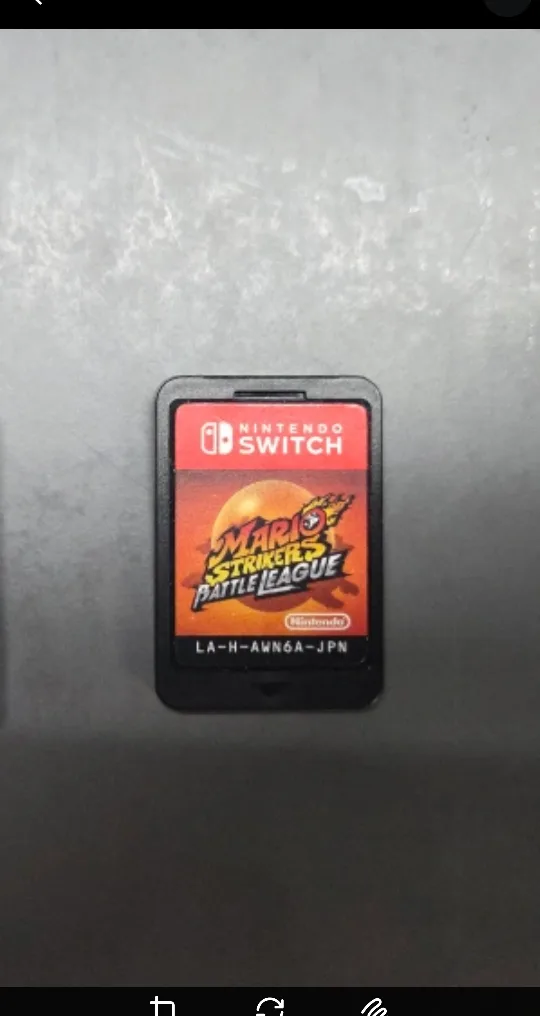 NINTENDO
SWITCH
MARIO
STRIKERS
BATTLE LEAGUE
Nintendo
LA-H-AWN6A-JPN